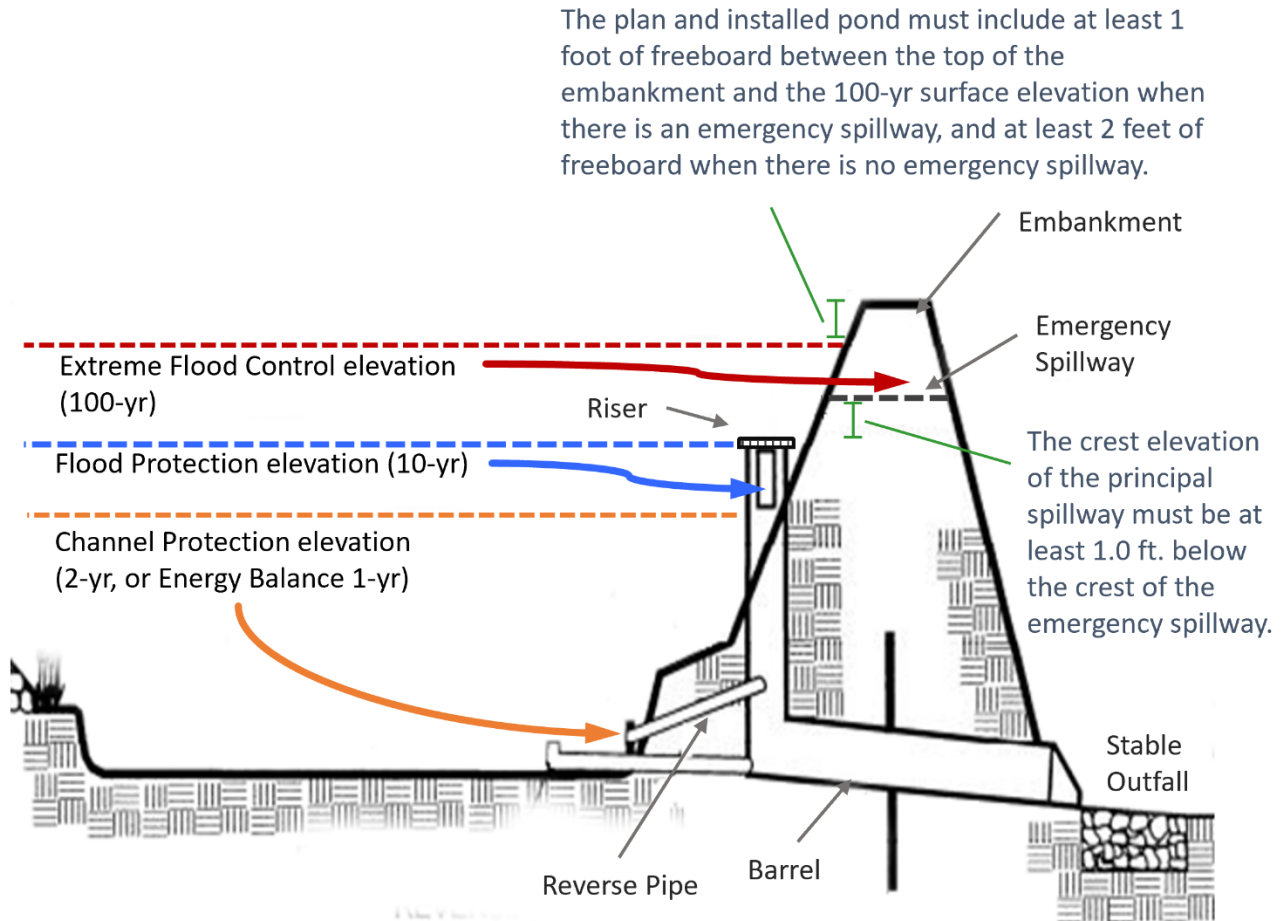 The plan and installed pond must include at least 1
foot of freeboard between the top of the
embankment and the 100-yr surface elevation when
there is an emergency spillway, and at least 2 feet of
freeboard when there is no emergency spillway.
Embankment
Emergency
Spillway
Extreme Flood Control elevation
(100-yr)
Riser
Flood Protection elevation (10-yr)
The crest elevation
of the principal
spillway must be at
least 1.0 ft. below
the crest of the
emergency spillway.
Channel Protection elevation
(2-yr, or Energy Balance 1-yr)
Stable
Outfall
Barrel
Reverse Pipe